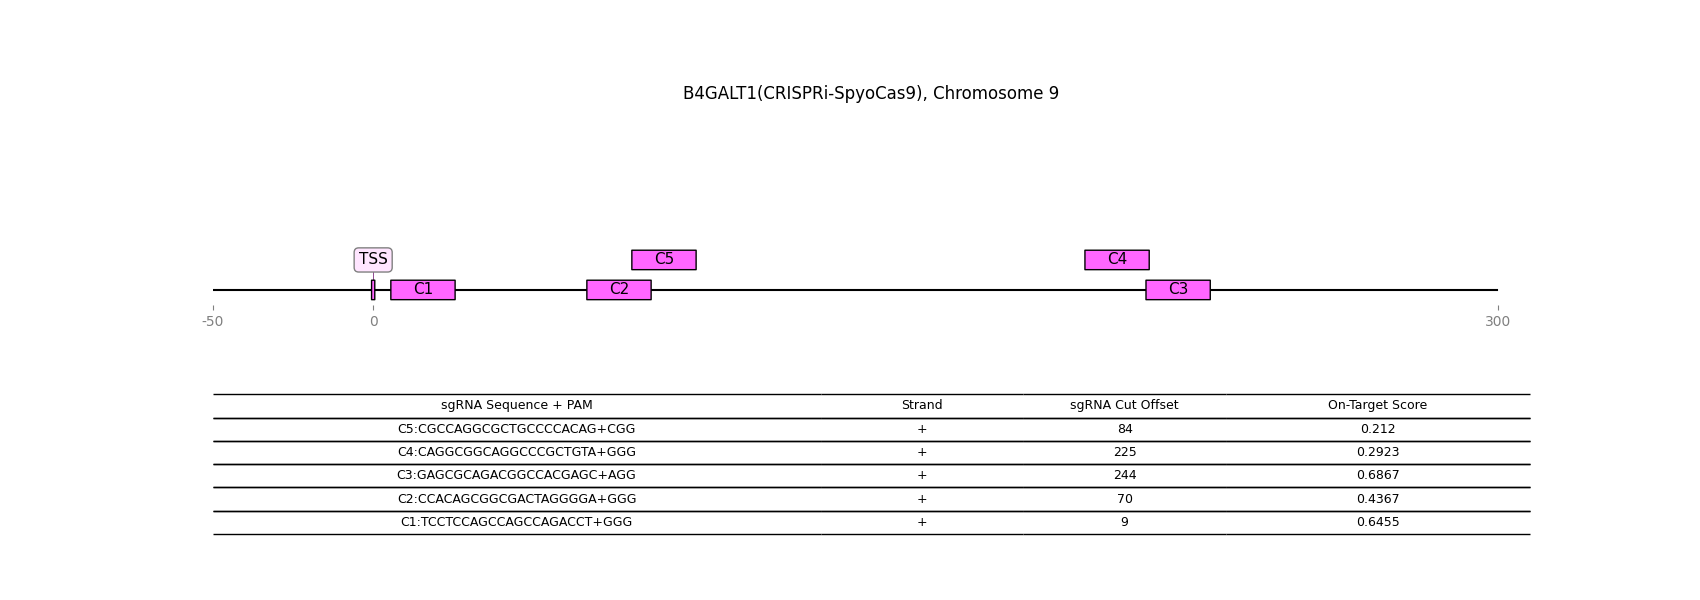 B4GALT1(CRISPRi-SpyoCas9), Chromosome 9
TSS C5 C4
C1 C2 C3
-50 0 300
sgRNA Sequence + PAM Strand sgRNA Cut Offset On-Target Score
C5:CGCCAGGCGCTGCCCCACAG+CGG + 84 0.212
C4:CAGGCGGCAGGCCCGCTGTA+GGG + 225 0.2923
C3:GAGCGCAGACGGCCACGAGC+AGG + 244 0.6867
C2:CCACAGCGGCGACTAGGGGA+GGG + 70 0.4367
C1:TCCTCCAGCCAGCCAGACCT+GGG + 9 0.6455